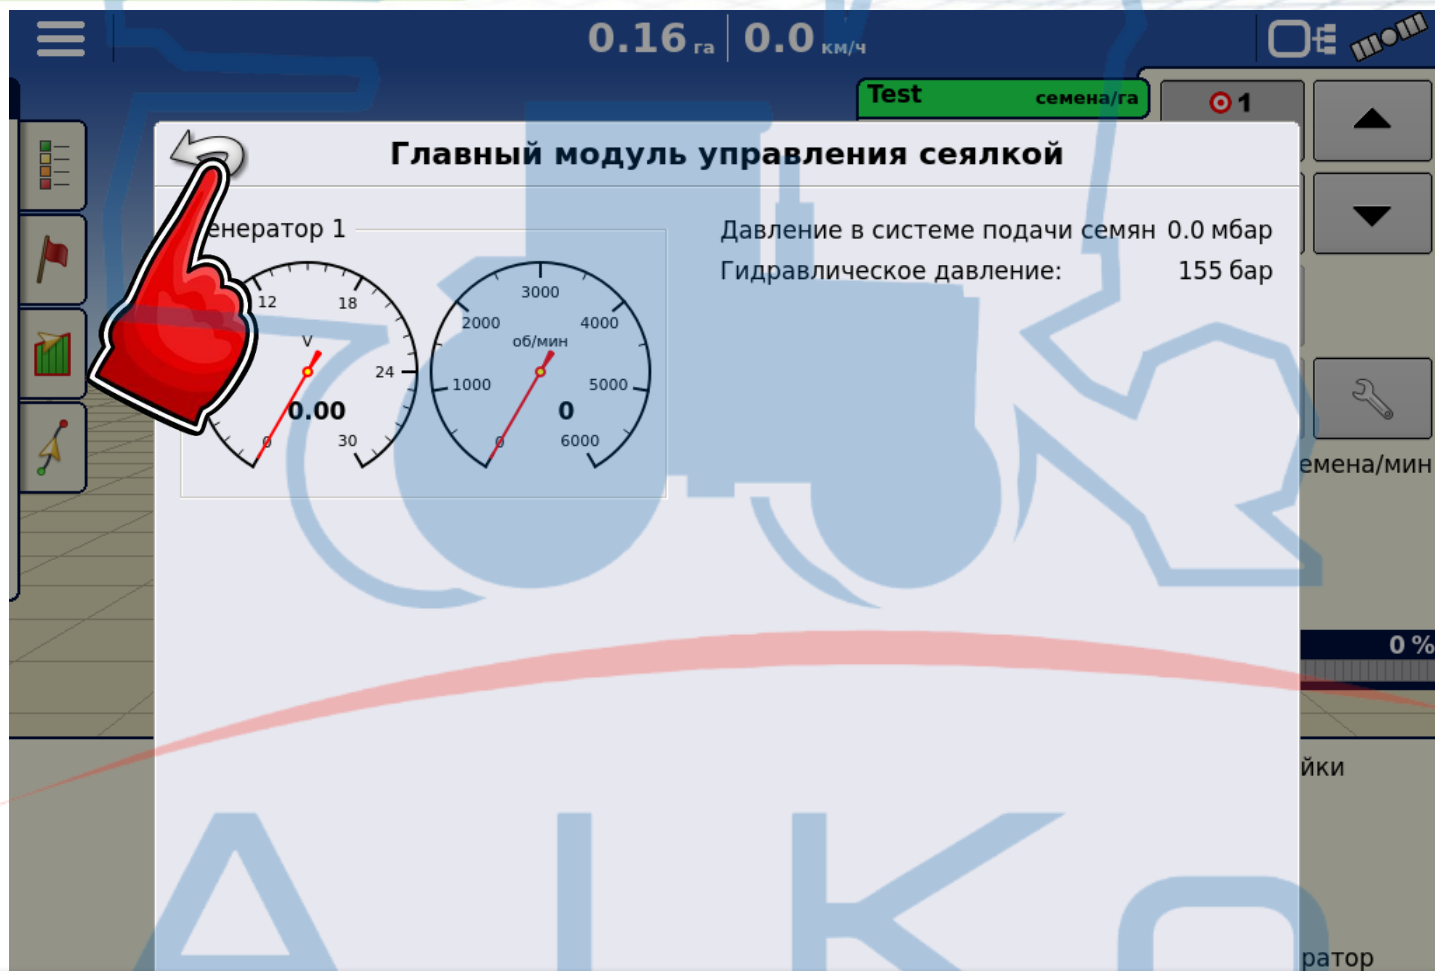 0.16 га 0.0 км/ч
Test семена/га
1
Главный модуль управления сеялкой
енератор 1
Давление в системе подачи семян 0.0 мбар
Гидравлическое давление: 155 бар
12 18
V
24
0.00
0 30
3000
2000 4000
об/мин
1000 5000
0
0 6000
емена/мин
0 %
йки
ратор